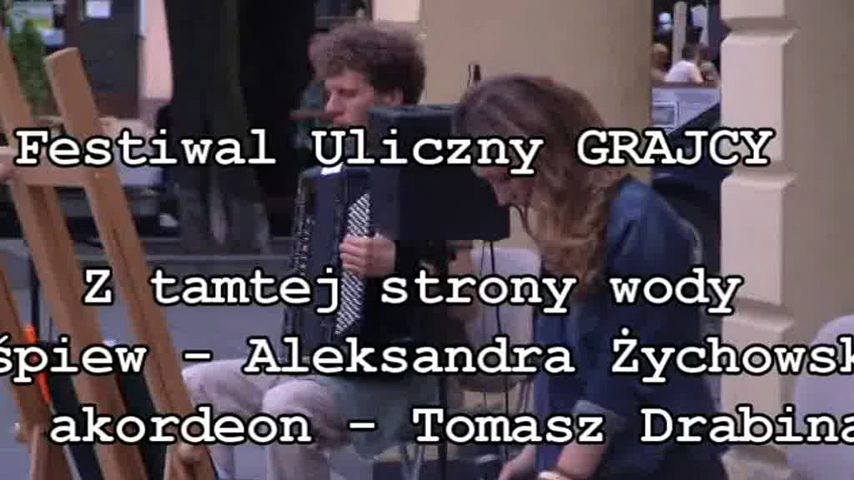 Festiwal Uliczny GRAJCY
Z tamtej strony wody
śpiew - Aleksandra Żychowsk
akordeon - Tomasz Drabina